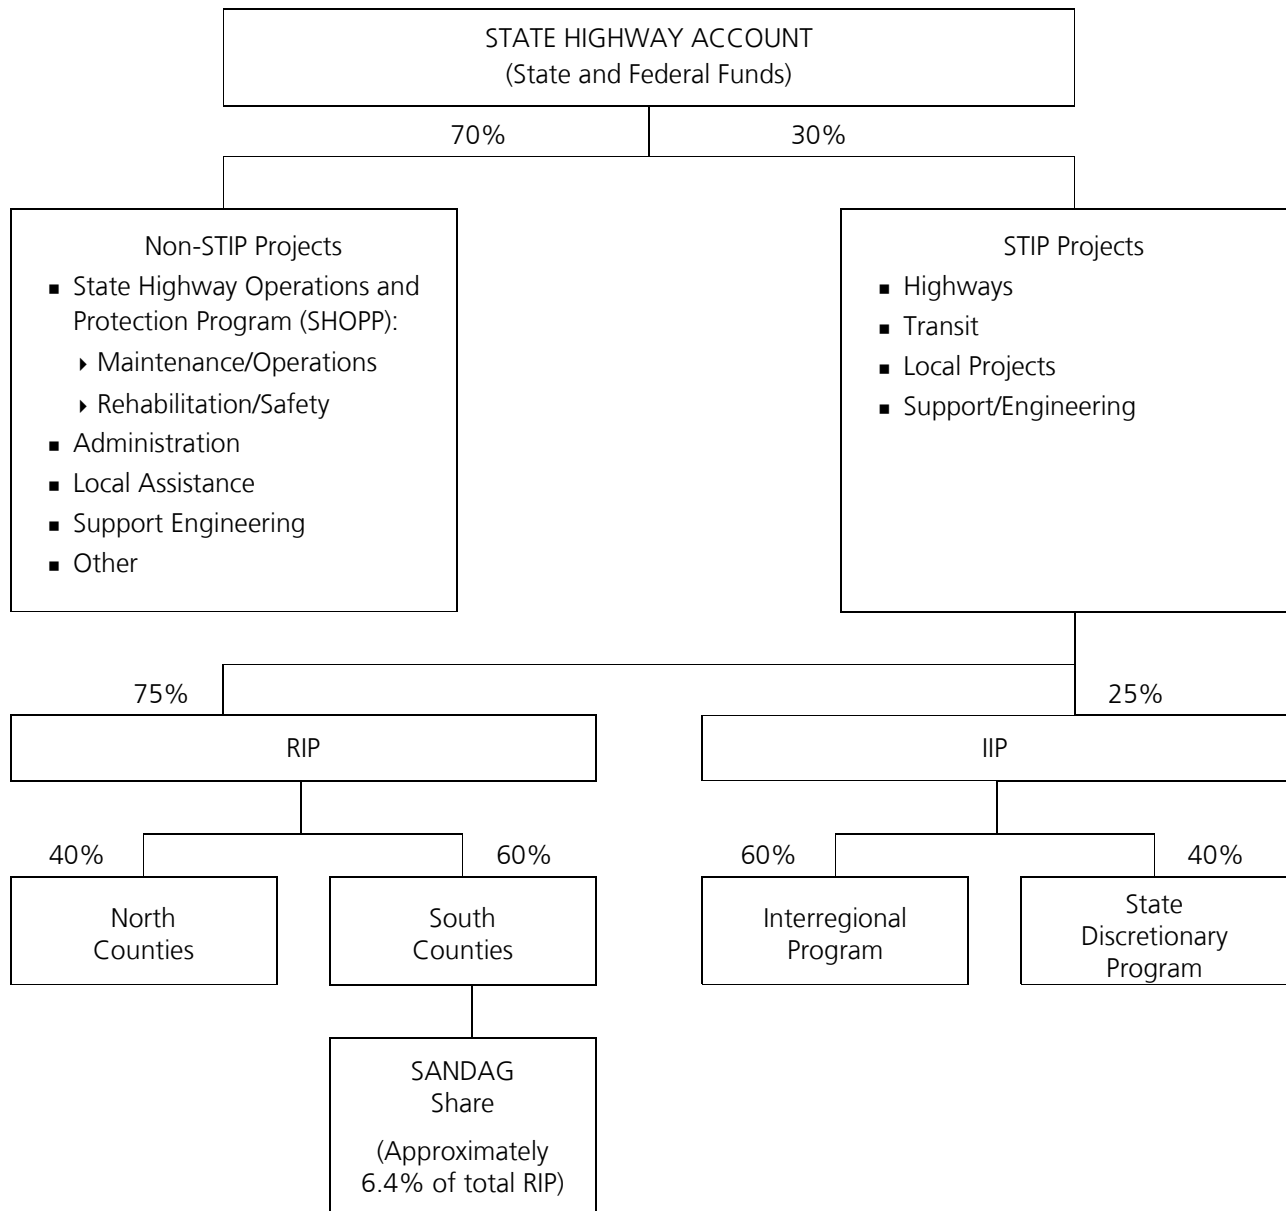 STATE HIGHWAY ACCOUNT
(State and Federal Funds)
70%
30%
Non-STIP Projects
▪ State Highway Operations and
Protection Program (SHOPP):
▸ Maintenance/Operations
▸ Rehabilitation/Safety
▪ Administration
▪ Local Assistance
▪ Support Engineering
▪ Other
STIP Projects
▪ Highways
▪ Transit
▪ Local Projects
▪ Support/Engineering
75%
25%
RIP
IIP
40%
60%
60%
40%
North
Counties
South
Counties
Interregional
Program
State
Discretionary
Program
SANDAG
Share
(Approximately
6.4% of total RIP)